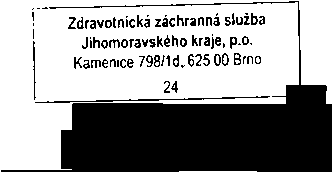 Zdravotnická záchranná služba
Jihomoravského kraje, p.o.
Kamenice 798/1d, 625 00 Brno
24